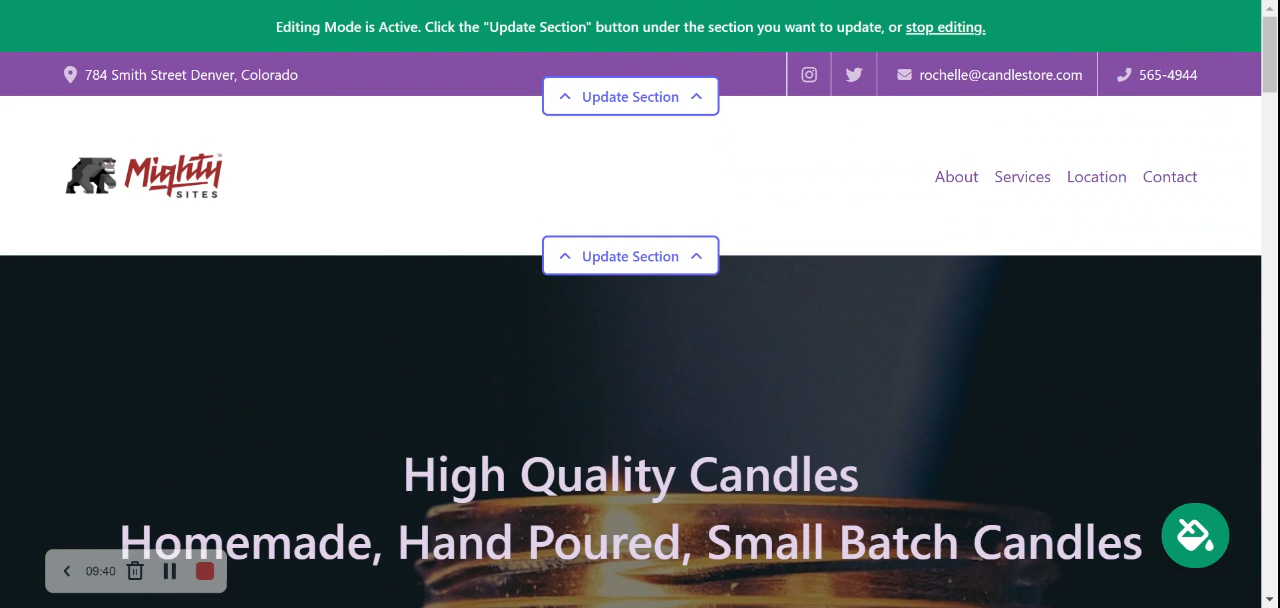 Editing Mode is Active. Click the "Update Section" button under the section you want to update, or stop editing.
784 Smith Street Denver, Colorado
rochelle@candlestore.com
565-4944
Update Section
Mighty
SITES
About Services Location Contact
Update Section
High Quality Candles
Homemade, Hand Poured, Small Batch Candles
09:40